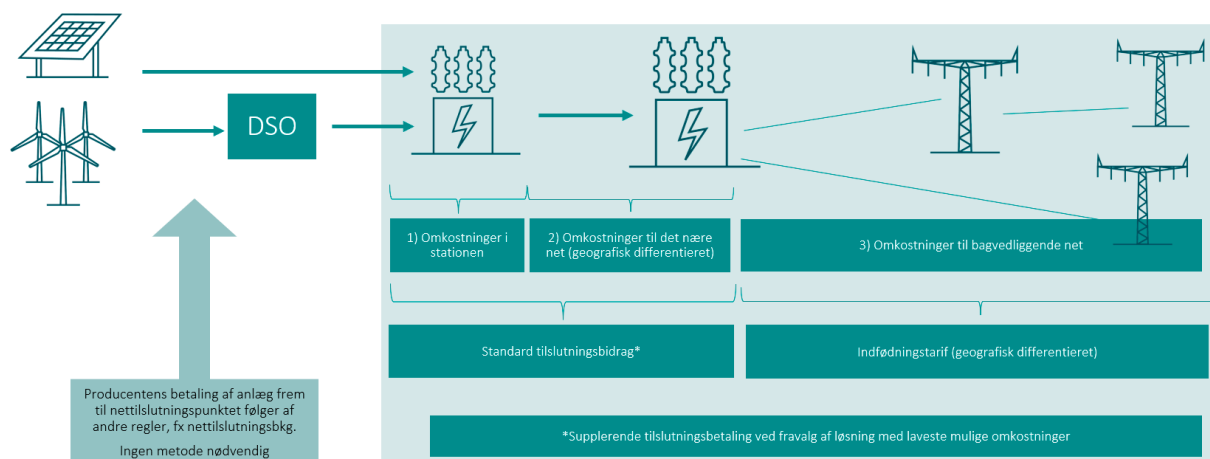 DSO
1) Omkostninger i
stationen
2) Omkostninger til det nære
net (geografisk differentieret)
3) Omkostninger til bagvedliggende net
Standard tilslutningsbidrag*
Indfødningstarif (geografisk differentieret)
Producentens betaling af anlæg frem
til nettilslutningspunktet følger af
andre regler, fx nettilslutningsbkg.
Ingen metode nødvendig
*Supplerende tilslutningsbetaling ved fravalg af løsning med laveste mulige omkostninger